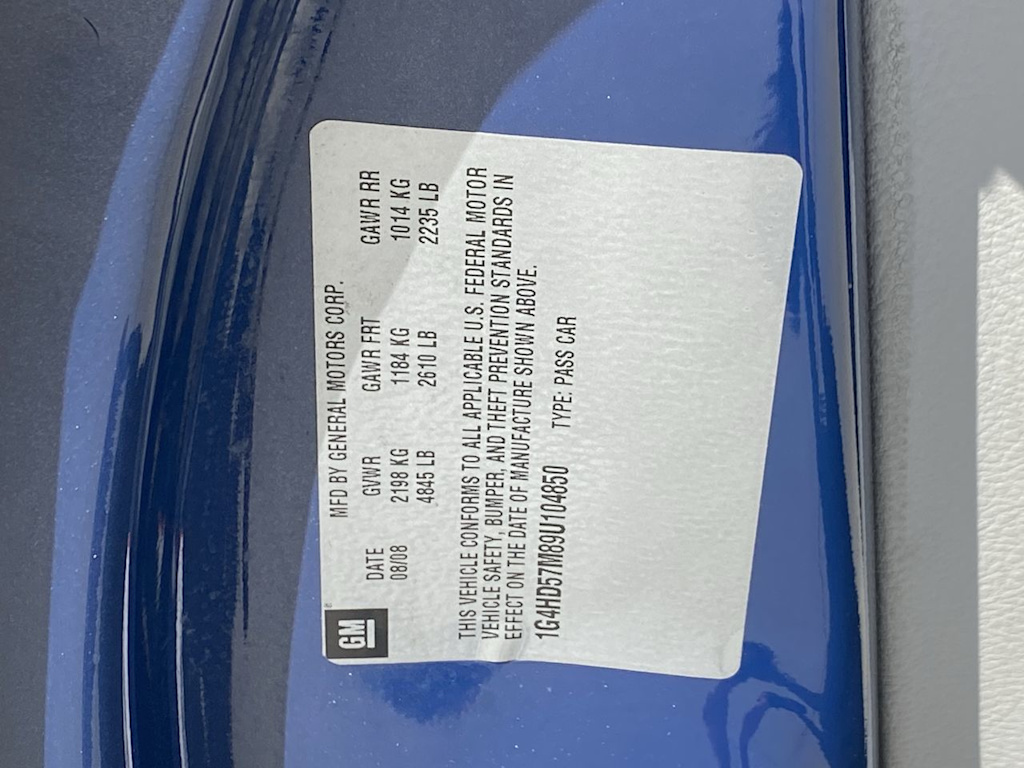 GM
MFD BY GENERAL MOTORS CORP.
DATE GVWR GAWR FRT GAWR RR
08/08 2198 KG 1184 KG 1014 KG
4845 LB 2610 LB 2235 LB
THIS VEHICLE CONFORMS TO ALL APPLICABLE U.S. FEDERAL MOTOR
VEHICLE SAFETY, BUMPER, AND THEFT PREVENTION STANDARDS IN
EFFECT ON THE DATE OF MANUFACTURE SHOWN ABOVE.
1G4HD57M89U104850 TYPE: PASS CAR